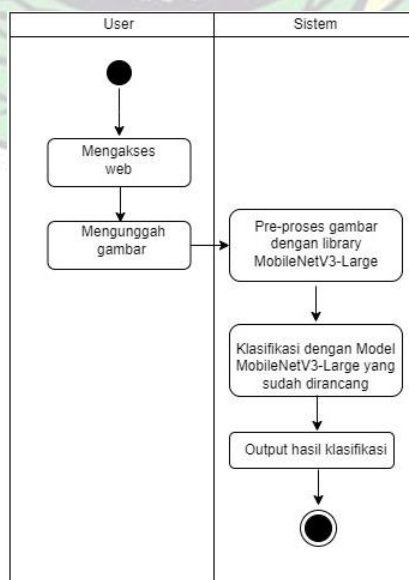 User
Sistem
Mengakses
web
Mengunggah
gambar
Pre-proses gambar
dengan library
MobileNetV3-Large
Klasifikasi dengan Model
MobileNetV3-Large yang
sudah dirancang
Output hasil klasifikasi